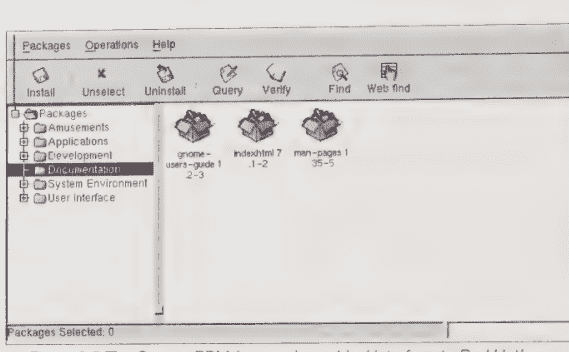 Packages Operations Help
Install Unselect Uninstall Query Verify Find Web find
Packages
Amusements
Applications
Development
Documentation
System Environment
User Interface
gnome-
users-guide 1
.2-3
indexhtml 7
.1-2
man-pages 1
35-5
Packages Selected: 0